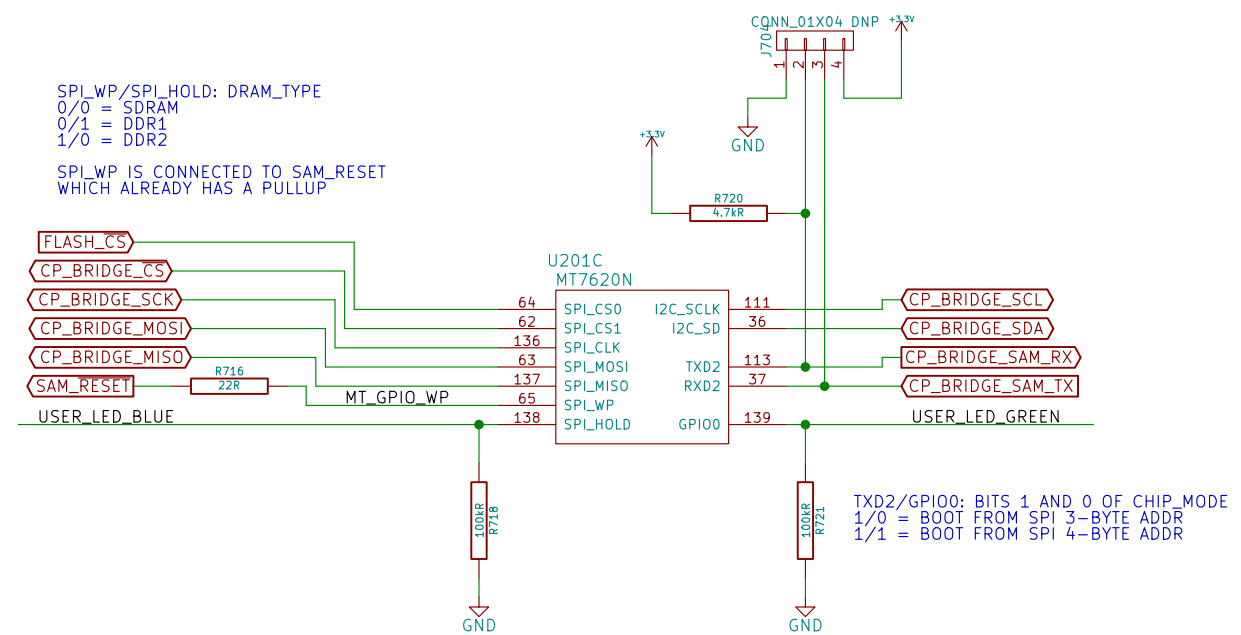 CONN_01X04 DNP
+3.3V
J704
1
2
3
4
GND
SPI_WP/SPI_HOLD: DRAM_TYPE
0/0 = SDRAM
0/1 = DDR1
1/0 = DDR2
SPI_WP IS CONNECTED TO SAM_RESET
WHICH ALREADY HAS A PULLUP
+3.3V
R720
4.7kR
FLASH_CS
CP_BRIDGE_CS
CP_BRIDGE_SCK
CP_BRIDGE_MOSI
CP_BRIDGE_MISO
SAM_RESET
R716
22R
MT_GPIO_WP
USER_LED_BLUE
U201C
MT7620N
64 SPI_CS0 I2C_SCLK 111
62 SPI_CS1 I2C_SD 36
136 SPI_CLK
63 SPI_MOSI TXD2 113
137 SPI_MISO RXD2 37
65 SPI_WP
138 SPI_HOLD GPIO0 139
CP_BRIDGE_SCL
CP_BRIDGE_SDA
CP_BRIDGE_SAM_RX
CP_BRIDGE_SAM_TX
USER_LED_GREEN
100kR
R718
GND
100kR
R721
GND
TXD2/GPIO0: BITS 1 AND 0 OF CHIP_MODE
1/0 = BOOT FROM SPI 3-BYTE ADDR
1/1 = BOOT FROM SPI 4-BYTE ADDR